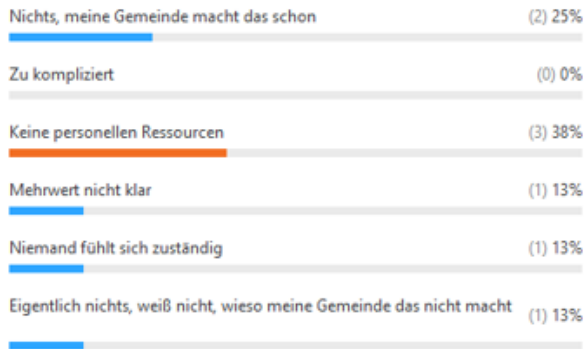 Nichts, meine Gemeinde macht das schon (2) 25%
Zu kompliziert (0) 0%
Keine personellen Ressourcen (3) 38%
Mehrwert nicht klar (1) 13%
Niemand fühlt sich zuständig (1) 13%
Eigentlich nichts, weiß nicht, wieso meine Gemeinde das nicht macht (1) 13%